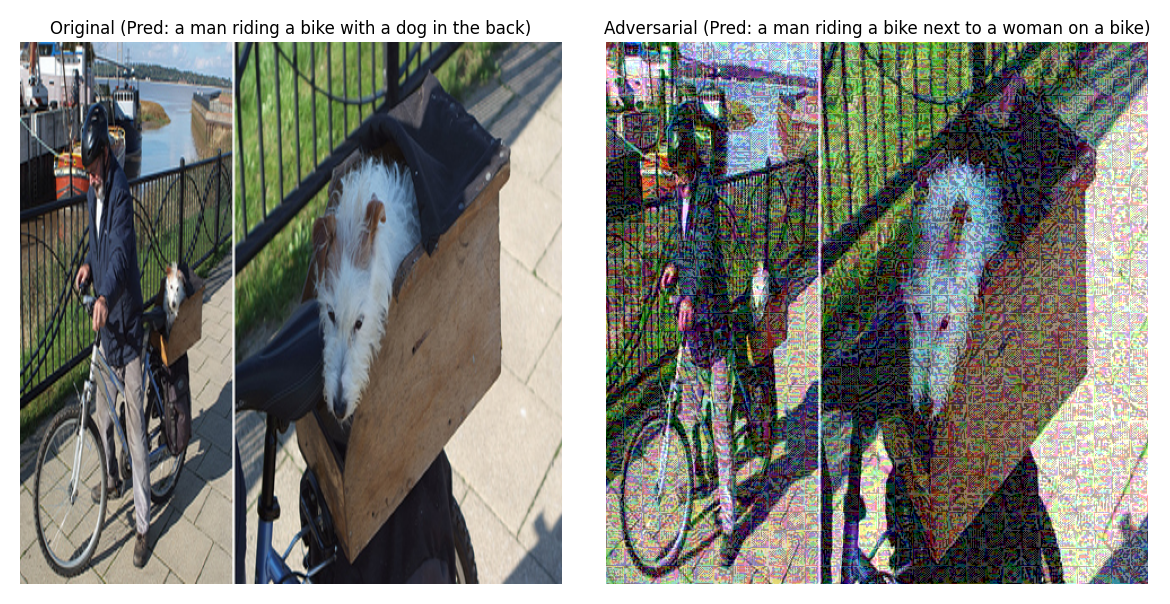 Original (Pred: a man riding a bike with a dog in the back)
Adversarial (Pred: a man riding a bike next to a woman on a bike)